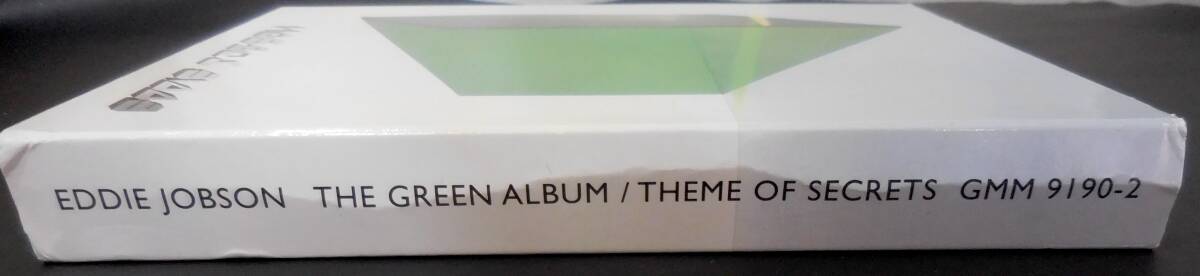 EDDIE JOBSON THE GREEN ALBUM / THEME OF SECRETS GMM 9190-2